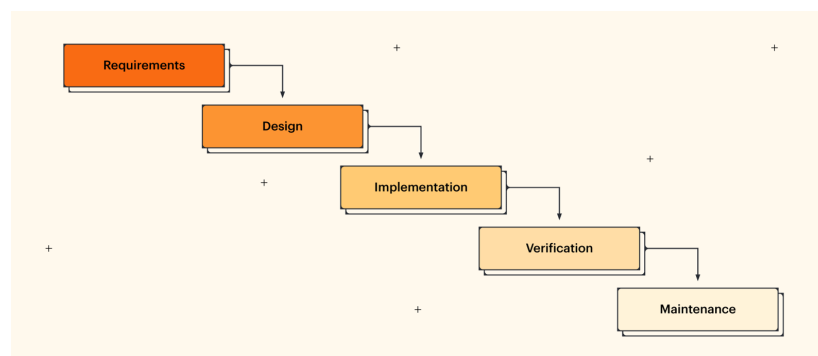 Requirements
Design
Implementation
Verification
Maintenance